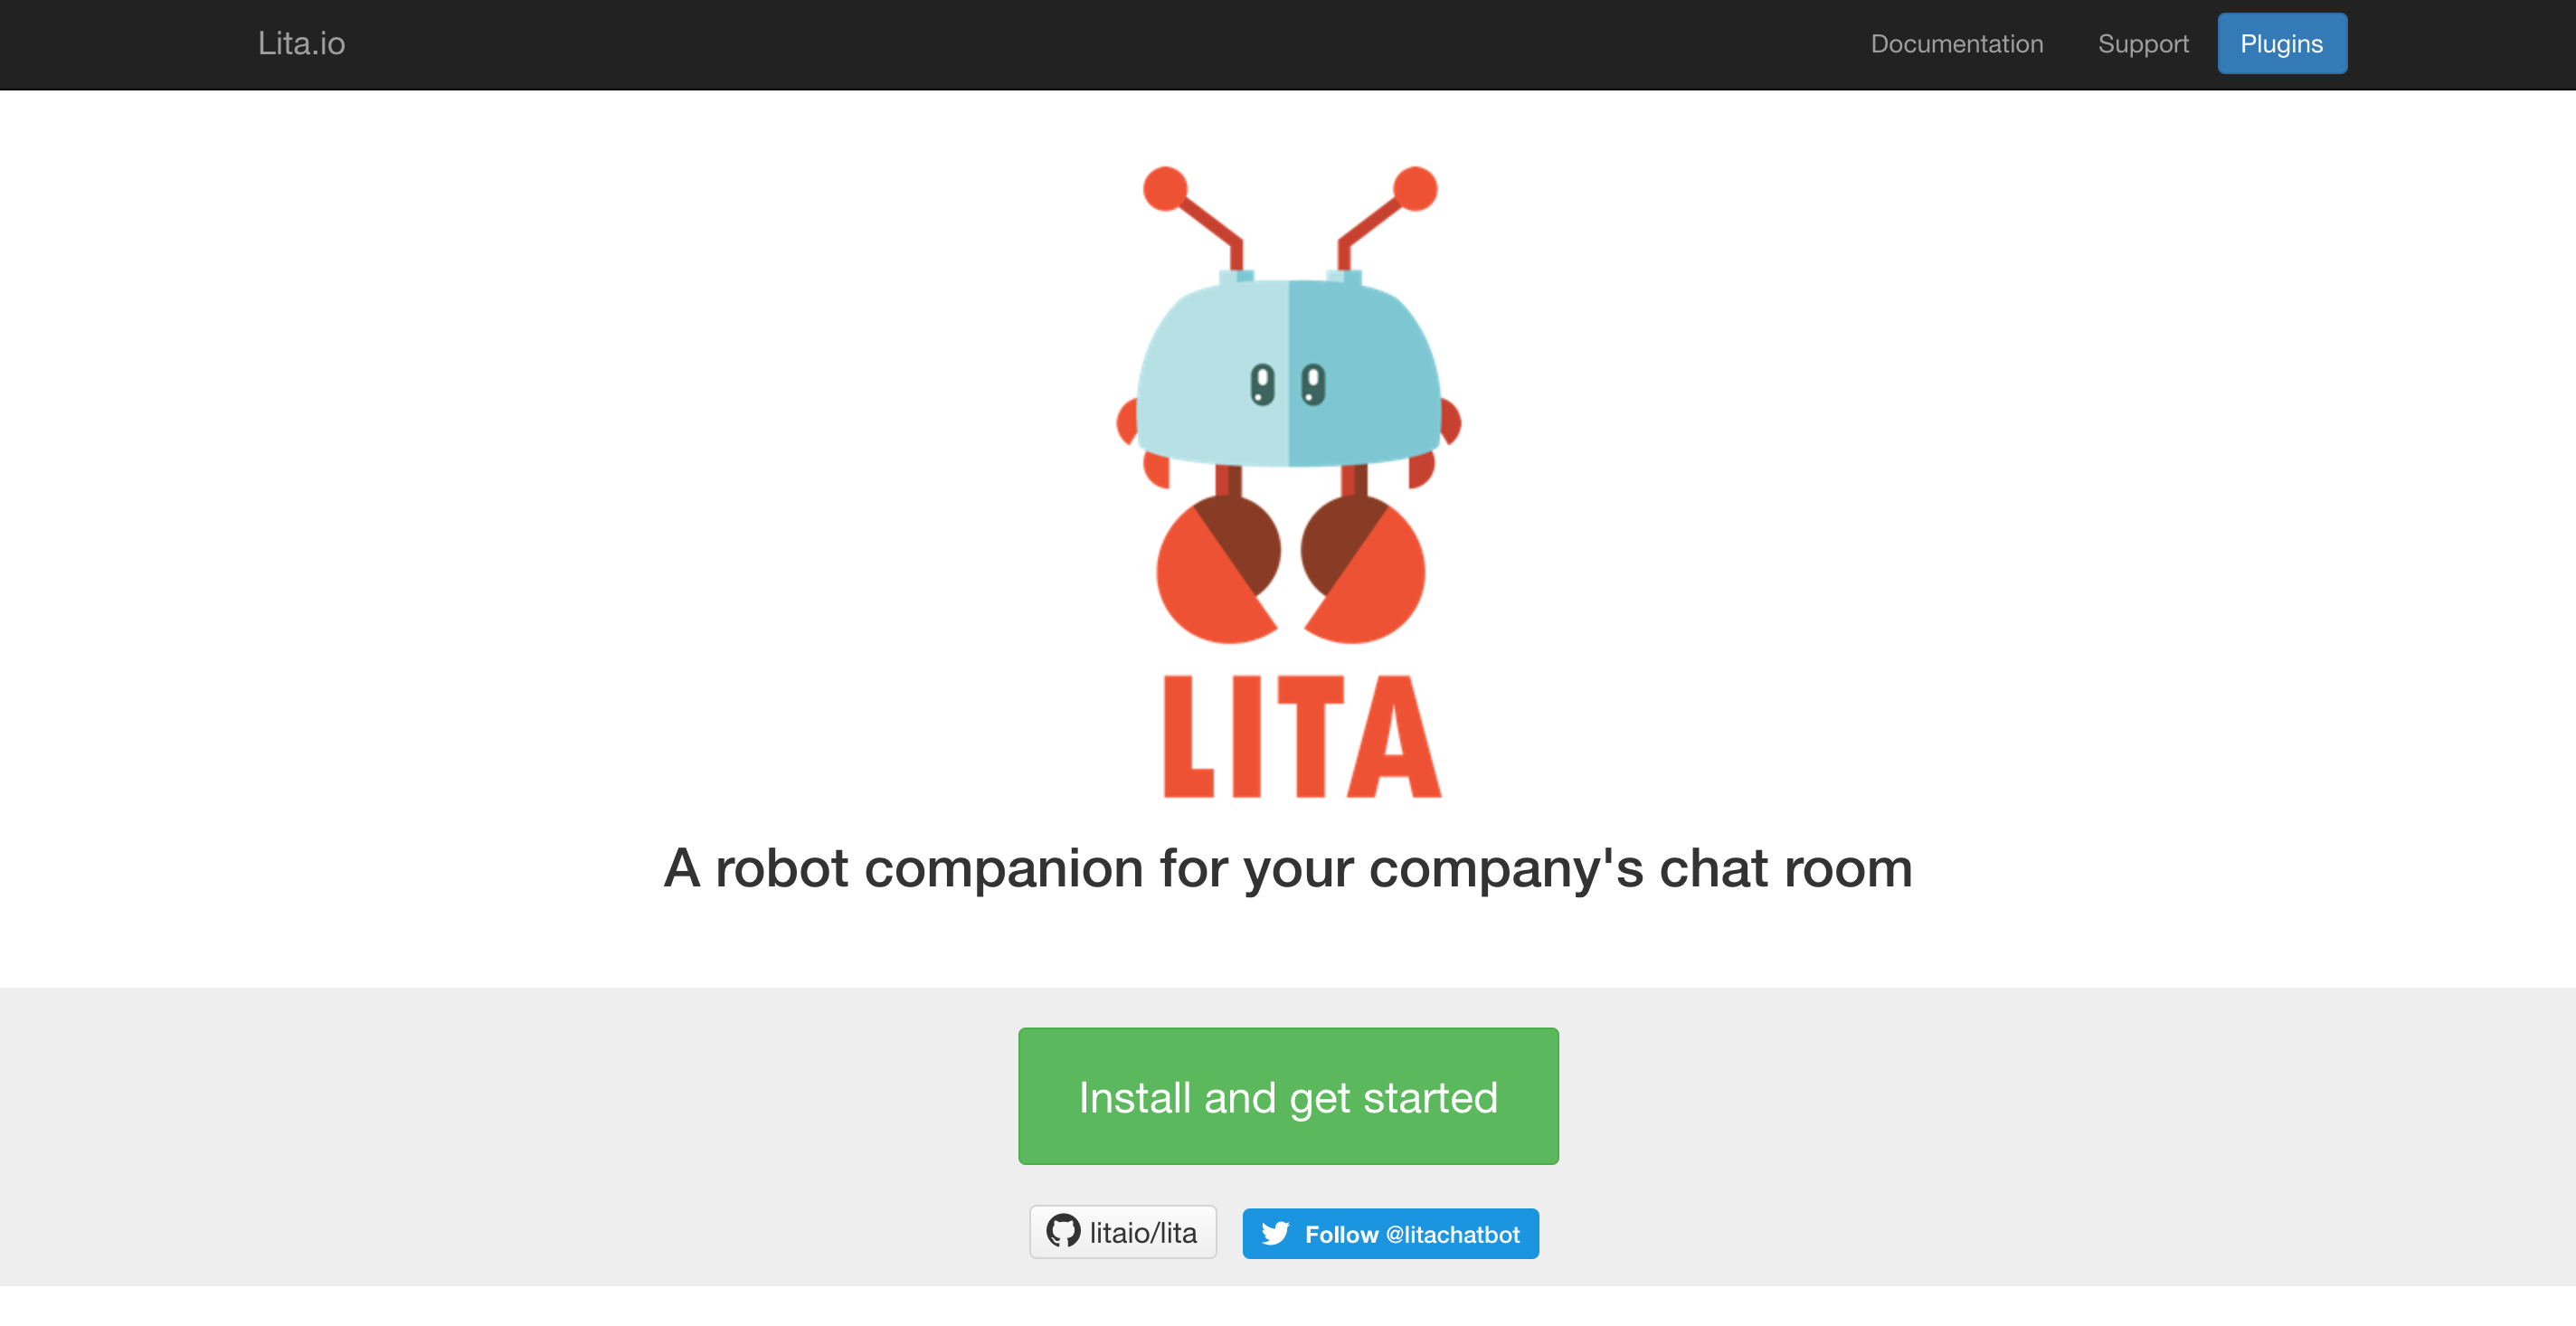 Lita.io Documentation Support Plugins
LITA
A robot companion for your company's chat room
Install and get started
litaio/lita Follow @litachatbot